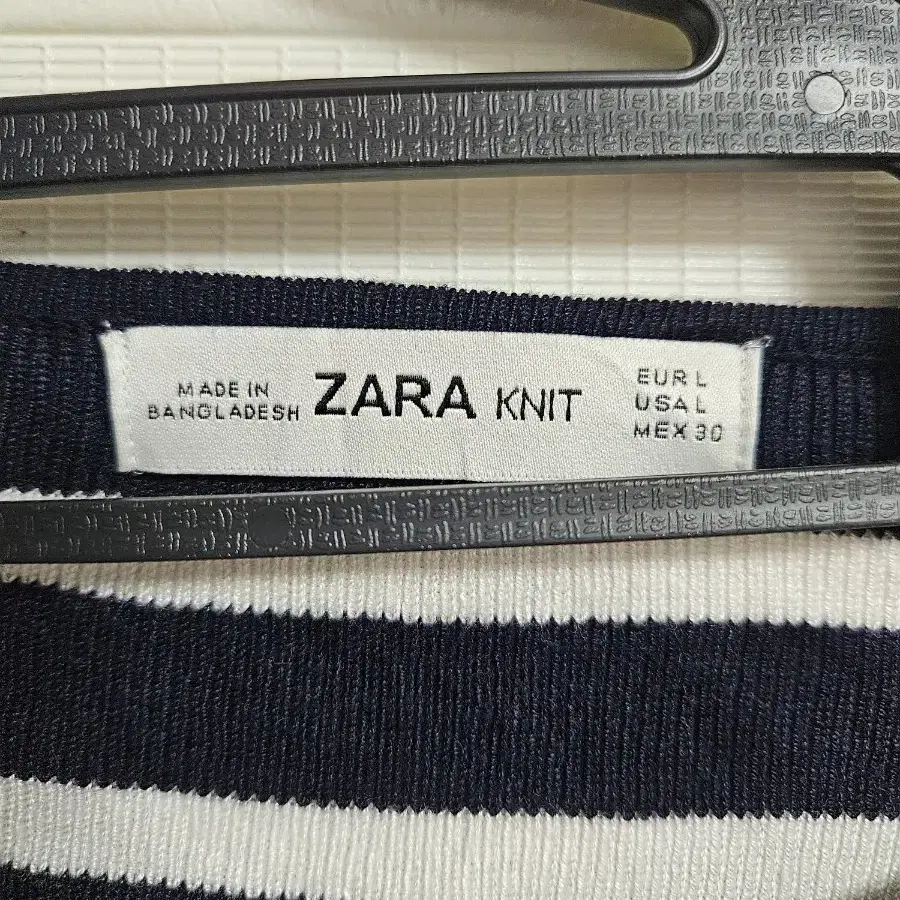 MADE IN
BANGLADESH
ZARA KNIT
EUR L
USA L
MEX 30